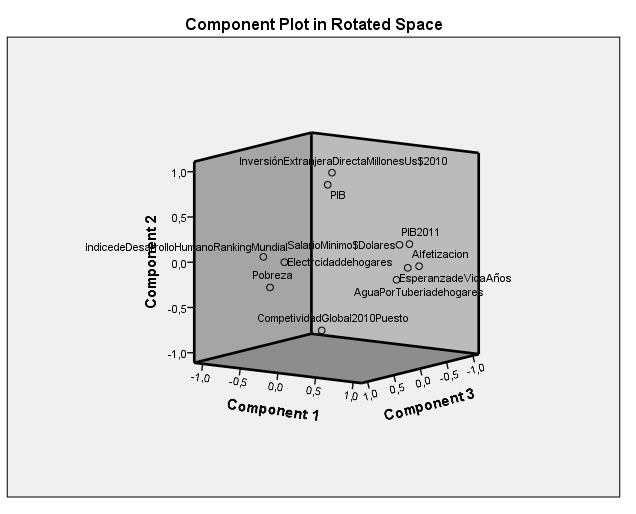 Component Plot in Rotated Space
InversiónExtranjeraDirectaMillonesUs$2010
PIB
PIB2011
IndicedeDesarrolloHumanoRankingMundial
SalarioMinimo$Dolares
Alfetizacion
Electrcidaddehogares
Pobreza
EsperanzadeVidaAños
AguaPorTuberiadehogares
CompetividadGlobal2010Puesto
Component 2
1,0
0,5
0,0
-0,5
-1,0
-1,0
-0,5
0,0
0,5
1,0
Component 1
1,0
0,5
0,0
-0,5
-1,0
Component 3